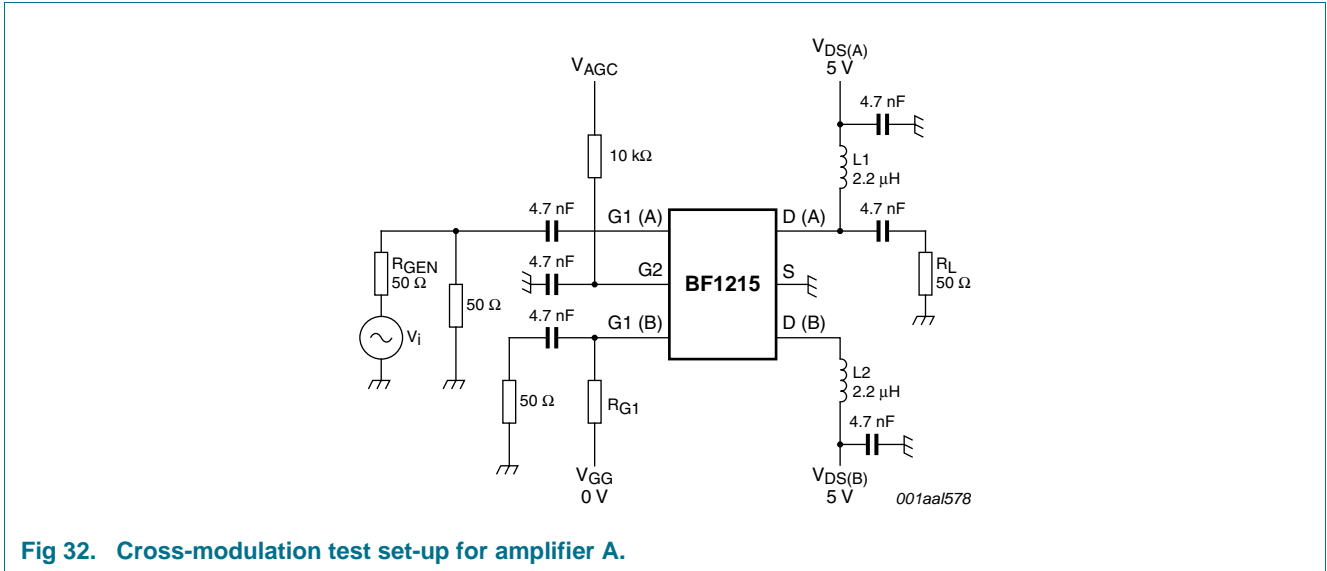 VDS(A)
5 V
VAGC
4.7 nF
10 kΩ
L1
2.2 μH
4.7 nF
G1 (A)
D (A)
4.7 nF
RGEN
50 Ω
4.7 nF
G2
BF1215
S
RL
50 Ω
50 Ω
Vi
4.7 nF
G1 (B)
D (B)
L2
2.2 μH
50 Ω
RG1
4.7 nF
VGG
0 V
VDS(B)
5 V
001aal578
Fig 32. Cross-modulation test set-up for amplifier A.